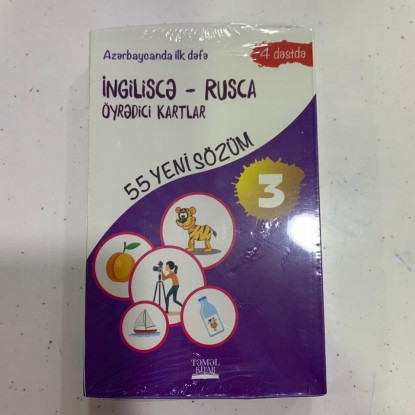 Azərbaycanda ilk dəfə
4 dəstdə
İNGİLİSCƏ - RUSCA
ÖYRƏDİCİ KARTLAR
55 YENİ SÖZÜM
3
TƏMƏL
KİTAB